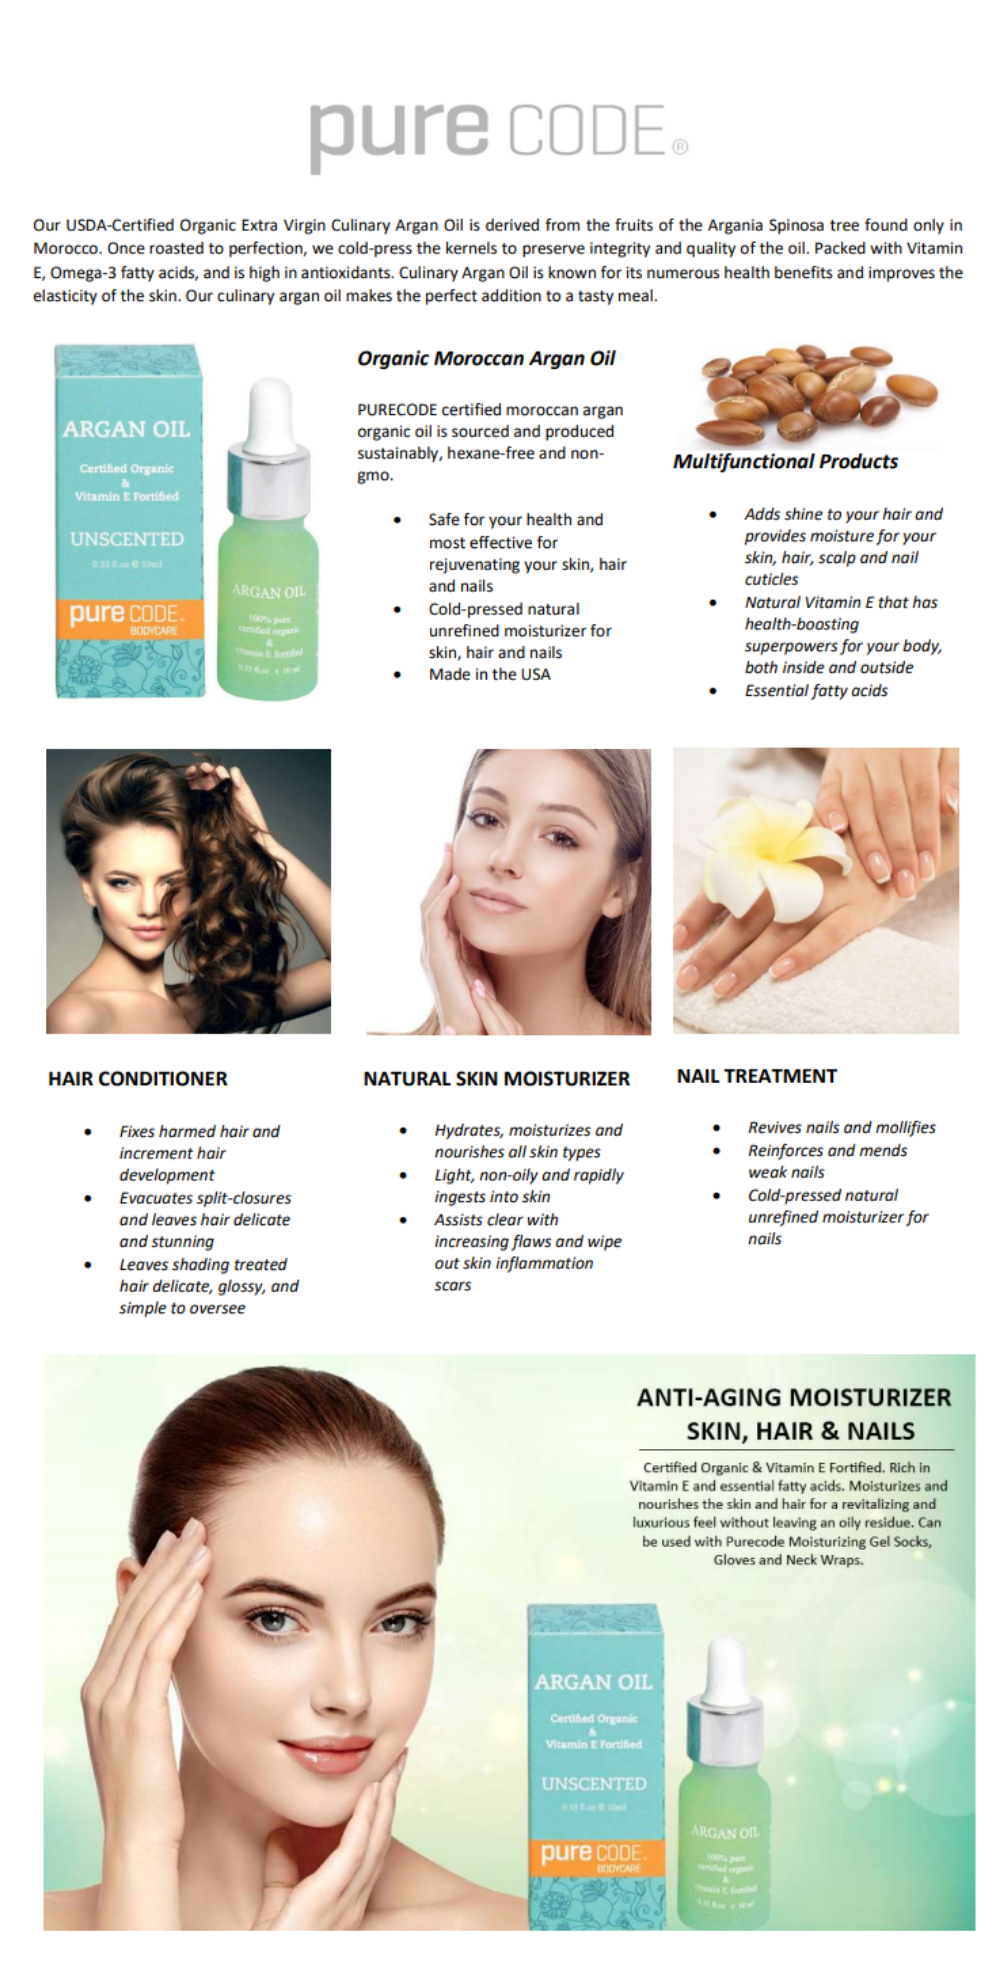 pure CODE®
Our USDA-Certified Organic Extra Virgin Culinary Argan Oil is derived from the fruits of the Argania Spinosa tree found only in
Morocco. Once roasted to perfection, we cold-press the kernels to preserve integrity and quality of the oil. Packed with Vitamin
E, Omega-3 fatty acids, and is high in antioxidants. Culinary Argan Oil is known for its numerous health benefits and improves the
elasticity of the skin. Our culinary argan oil makes the perfect addition to a tasty meal.
ARGAN OIL
Certified Organic
&
Vitamin E Fortified
UNSCENTED
0.33 fl.oz ℮ 10ml
pure CODE
BODYCARE
ARGAN OIL
100% pure
certified organic
&
vitamin E fortified
0.33 fl.oz e 10 ml
Organic Moroccan Argan Oil
PURECODE certified moroccan argan
organic oil is sourced and produced
sustainably, hexane-free and non-
gmo.
• Safe for your health and
most effective for
rejuvenating your skin, hair
and nails
• Cold-pressed natural
unrefined moisturizer for
skin, hair and nails
• Made in the USA
Multifunctional Products
• Adds shine to your hair and
provides moisture for your
skin, hair, scalp and nail
cuticles
• Natural Vitamin E that has
health-boosting
superpowers for your body,
both inside and outside
• Essential fatty acids
HAIR CONDITIONER
• Fixes harmed hair and
increment hair
development
• Evacuates split-closures
and leaves hair delicate
and stunning
• Leaves shading treated
hair delicate, glossy, and
simple to oversee
NATURAL SKIN MOISTURIZER
• Hydrates, moisturizes and
nourishes all skin types
• Light, non-oily and rapidly
ingests into skin
• Assists clear with
increasing flaws and wipe
out skin inflammation
scars
NAIL TREATMENT
• Revives nails and mollifies
• Reinforces and mends
weak nails
• Cold-pressed natural
unrefined moisturizer for
nails
ANTI-AGING MOISTURIZER
SKIN, HAIR & NAILS
Certified Organic & Vitamin E Fortified. Rich in
Vitamin E and essential fatty acids. Moisturizes and
nourishes the skin and hair for a revitalizing and
luxurious feel without leaving an oily residue. Can
be used with Purecode Moisturizing Gel Socks,
Gloves and Neck Wraps.
ARGAN OIL
Certified Organic
&
Vitamin E Fortified
UNSCENTED
0.33 fl.oz ℮ 10ml
pure CODE
BODYCARE
ARGAN OIL
100% pure
certified organic
&
vitamin E fortified
0.33 fl.oz e 10 ml